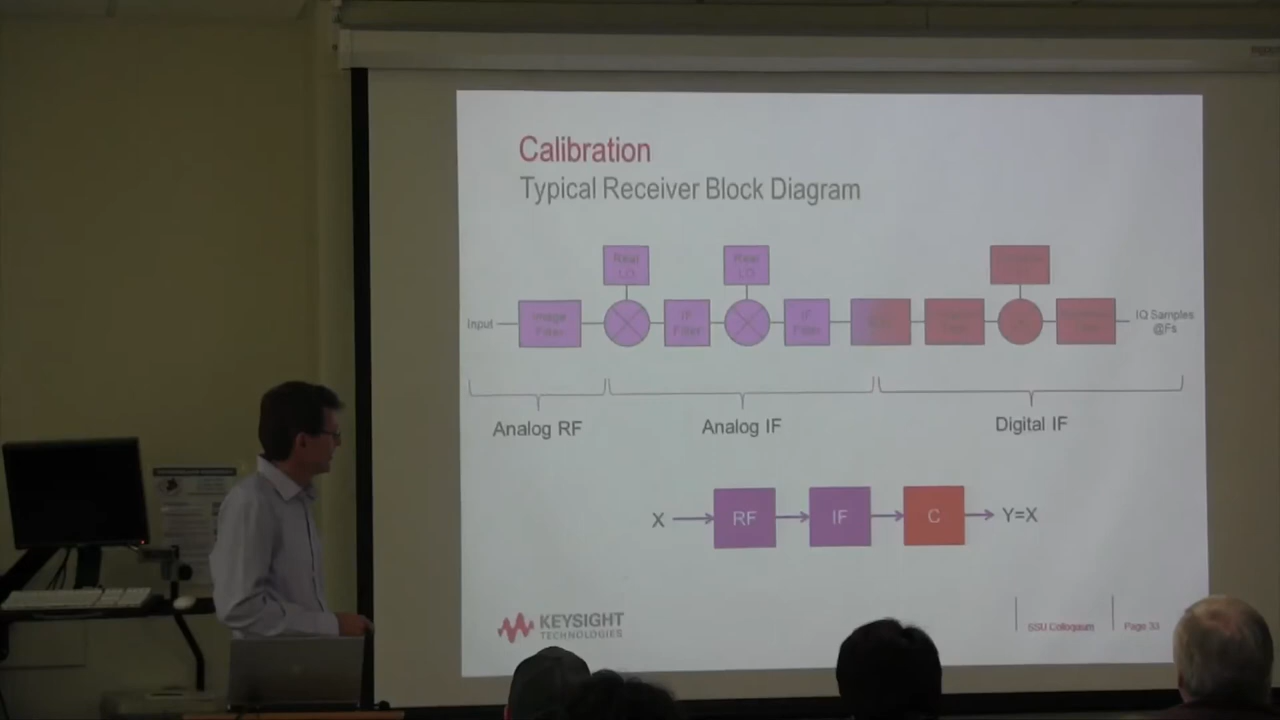 Calibration
Typical Receiver Block Diagram
Real
LO
Real
LO
Input
Image
Filter
IF
Filter
IF
Filter
IQ Samples
@Fs
Analog RF
Analog IF
Digital IF
X
RF
IF
C
Y=X
KEYSIGHT
TECHNOLOGIES
SSU Colloqium
Page 33